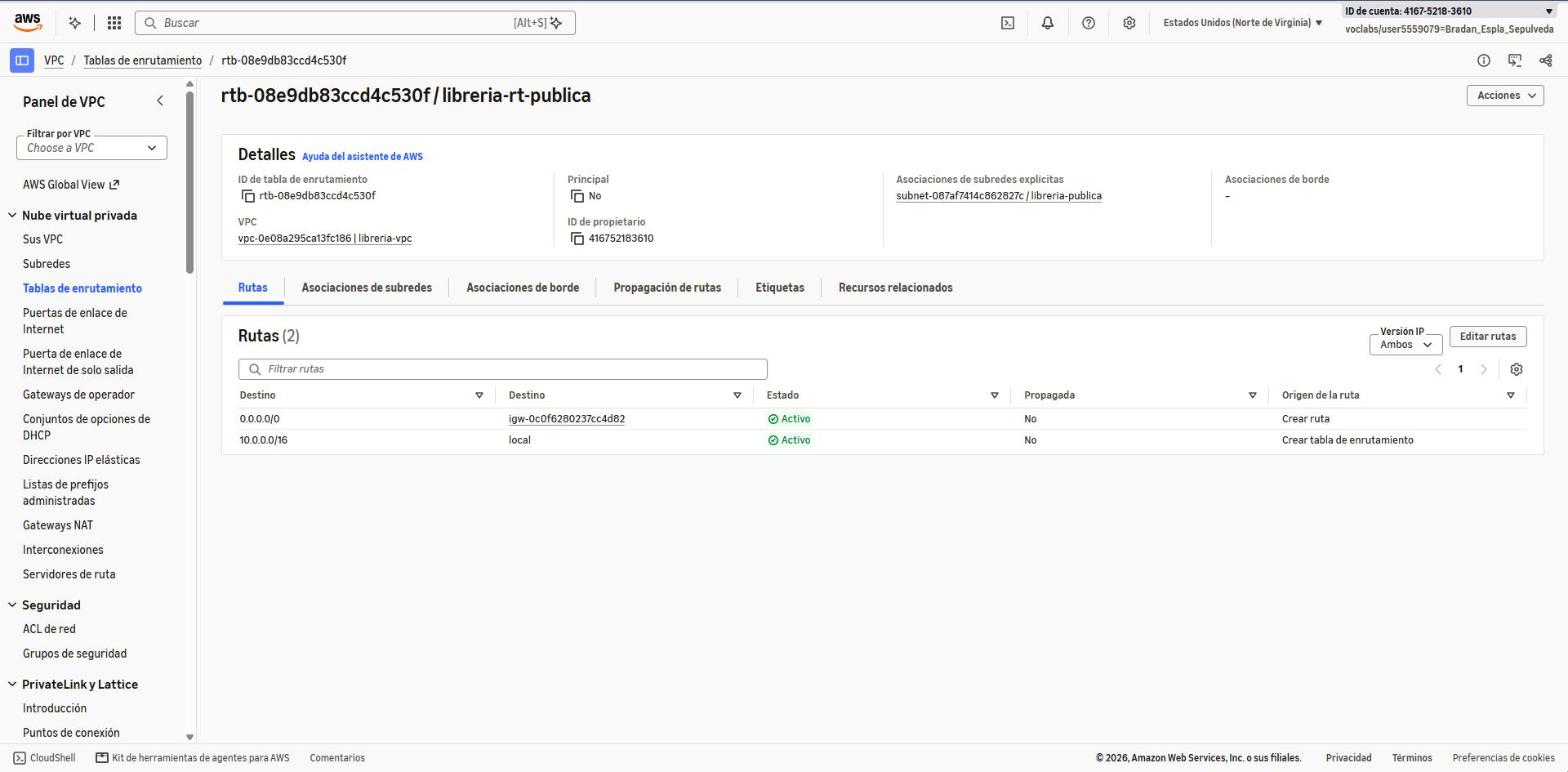 aws
Buscar
[Alt+S]
Estados Unidos (Norte de Virginia)
ID de cuenta: 4167-5218-3610
voclabs/user5559079=Bradan_Espla_Sepulveda
VPC / Tablas de enrutamiento / rtb-08e9db83ccd4c530f
Panel de VPC
Filtrar por VPC
Choose a VPC
AWS Global View
Nube virtual privada
Sus VPC
Subredes
Tablas de enrutamiento
Puertas de enlace de
Internet
Puerta de enlace de
Internet de solo salida
Gateways de operador
Conjuntos de opciones de
DHCP
Direcciones IP elásticas
Listas de prefijos
administradas
Gateways NAT
Interconexiones
Servidores de ruta
Seguridad
ACL de red
Grupos de seguridad
PrivateLink y Lattice
Introducción
Puntos de conexión
rtb-08e9db83ccd4c530f / libreria-rt-publica
Acciones
Detalles Ayuda del asistente de AWS
ID de tabla de enrutamiento
rtb-08e9db83ccd4c530f
VPC
vpc-0e08a295ca13fc186 | libreria-vpc
Principal
No
ID de propietario
416752183610
Asociaciones de subredes explícitas
subnet-087af7414c862827c / libreria-publica
Asociaciones de borde
–
Rutas Asociaciones de subredes Asociaciones de borde Propagación de rutas Etiquetas Recursos relacionados
Rutas (2)
Versión IP
Ambos
Editar rutas
Filtrar rutas
1
Destino Destino Estado Propagada Origen de la ruta
0.0.0.0/0 igw-0c0f6280237cc4d82 Activo No Crear ruta
10.0.0.0/16 local Activo No Crear tabla de enrutamiento
CloudShell Kit de herramientas de agentes para AWS Comentarios
© 2026, Amazon Web Services, Inc. o sus filiales. Privacidad Términos Preferencias de cookies